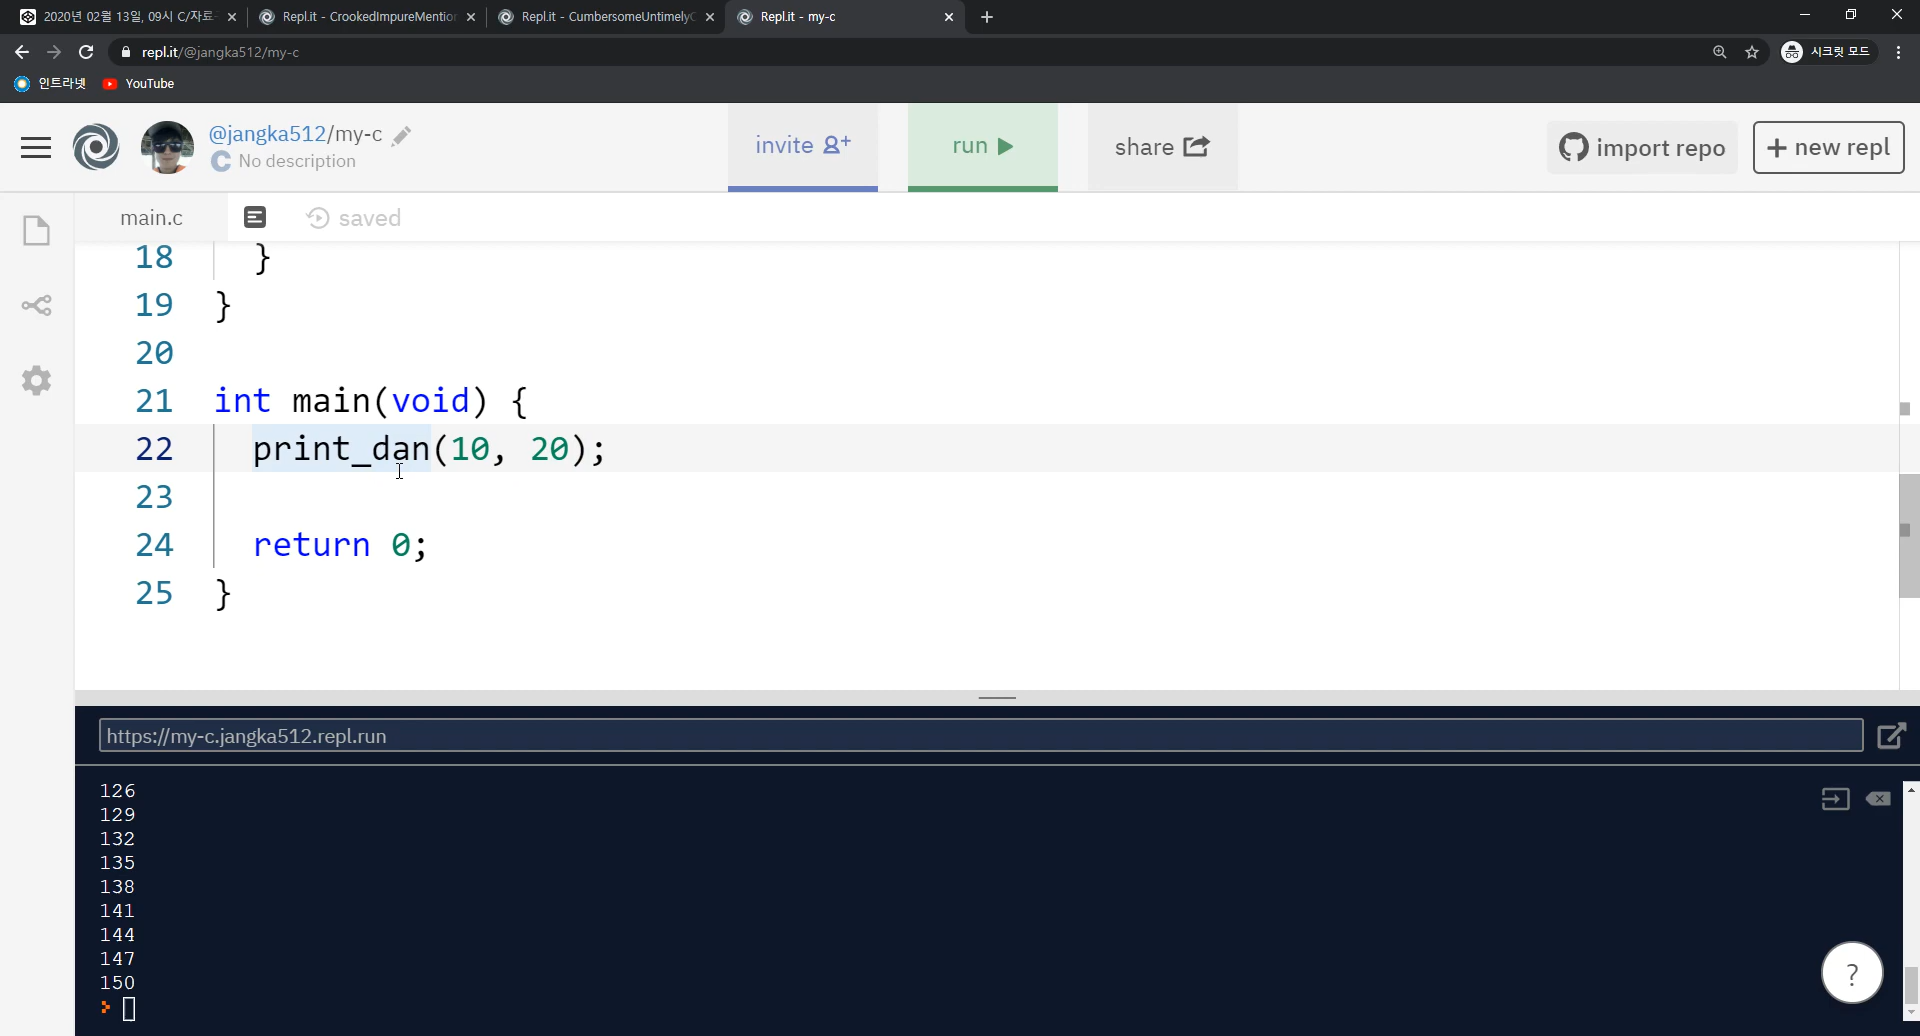 2020년 02월 13일, 09시 C/자료
Repl.it - CrookedImpureMention
Repl.it - CumbersomeUntimelyC
Repl.it - my-c
repl.it/@jangka512/my-c
시크릿 모드
인트라넷
YouTube
@jangka512/my-c
No description
invite
run
share
import repo
+ new repl
main.c
saved
18 }
19 }
20
21 int main(void) {
22 print_dan(10, 20);
23
24 return 0;
25 }
https://my-c.jangka512.repl.run
126
129
132
135
138
141
144
147
150
?